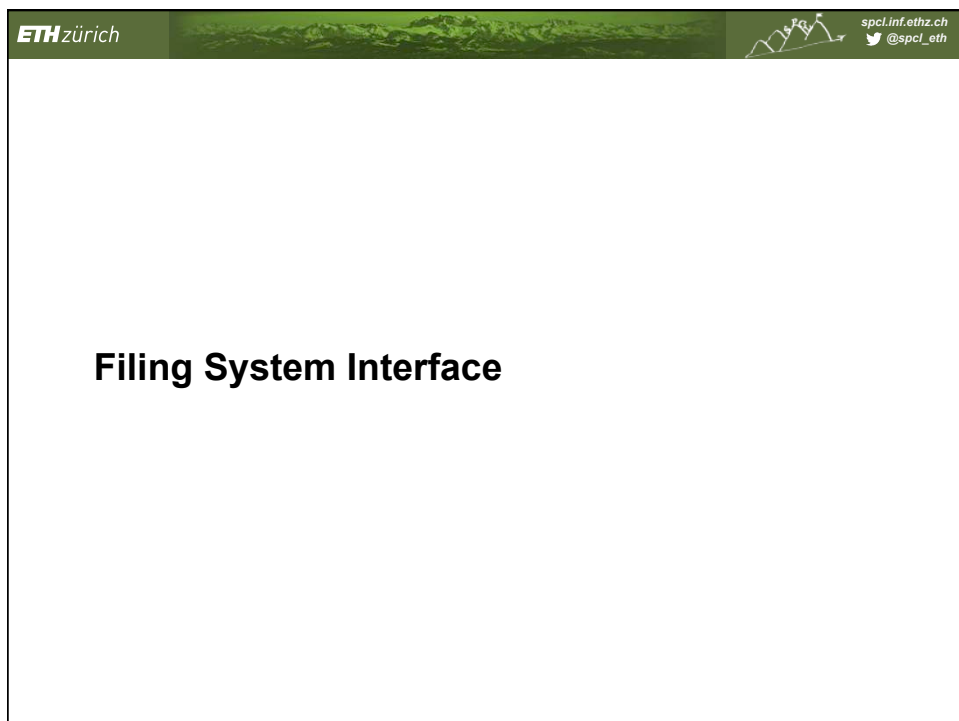 ETH zürich
spcl.inf.ethz.ch
@spcl_eth
Filing System Interface